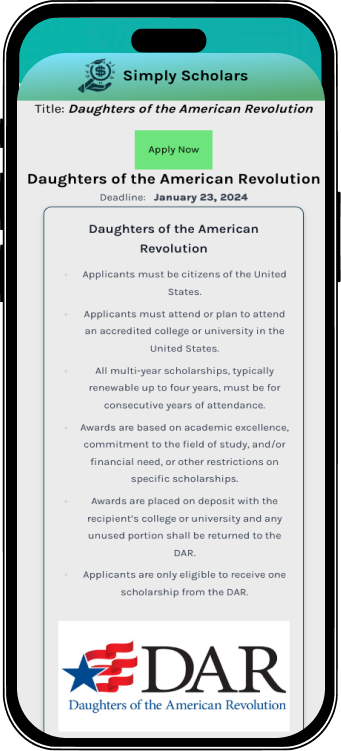 Simply Scholars
Title: Daughters of the American Revolution
Apply Now
Daughters of the American Revolution
Deadline: January 23, 2024
Daughters of the American
Revolution
Applicants must be citizens of the United
States.
Applicants must attend or plan to attend
an accredited college or university in the
United States.
All multi-year scholarships, typically
renewable up to four years, must be for
consecutive years of attendance.
Awards are based on academic excellence,
commitment to the field of study, and/or
financial need, or other restrictions on
specific scholarships.
Awards are placed on deposit with the
recipient's college or university and any
unused portion shall be returned to the
DAR.
Applicants are only eligible to receive one
scholarship from the DAR.
DAR
Daughters of the American Revolution